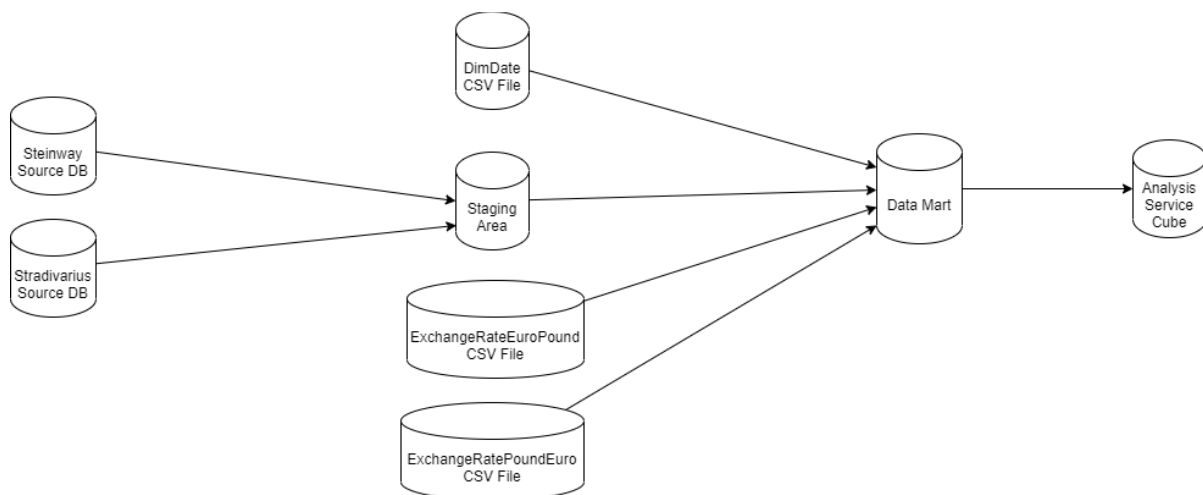 DimDate
CSV File
Steinway
Source DB
Stradivarius
Source DB
Staging
Area
ExchangeRateEuroPound
CSV File
ExchangeRatePoundEuro
CSV File
Data Mart
Analysis
Service
Cube